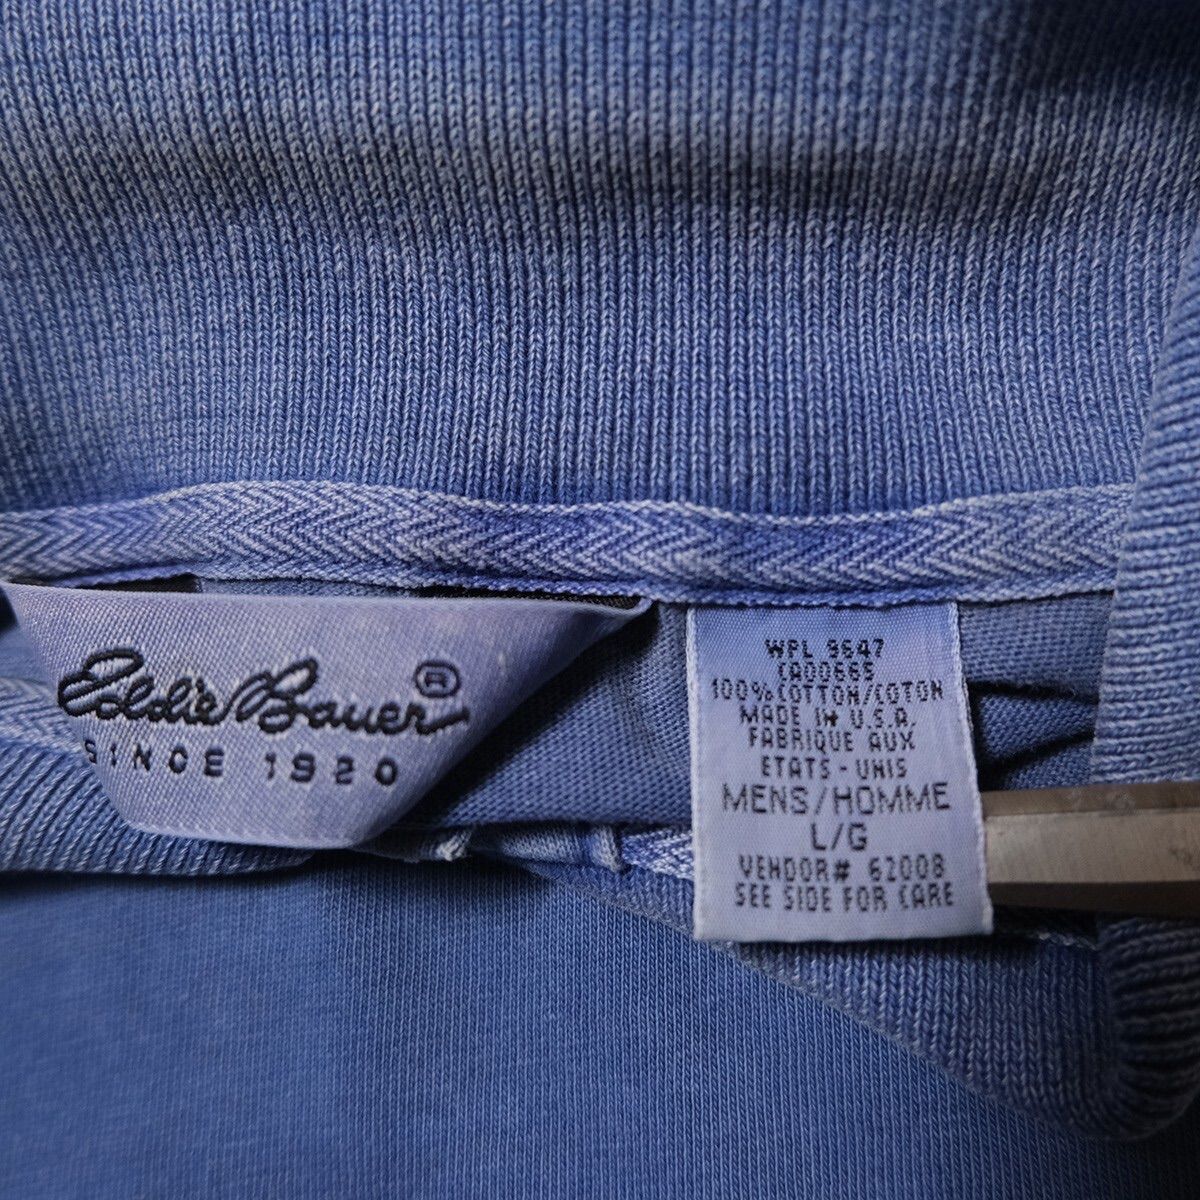 Eddie Bauer®
SINCE 1920
WPL 9647
CA00665
100% COTTON/COTON
MADE IN U.S.A.
FABRIQUE AUX
ETATS - UNIS
MENS/HOMME
L/G
VENDOR# 62008
SEE SIDE FOR CARE